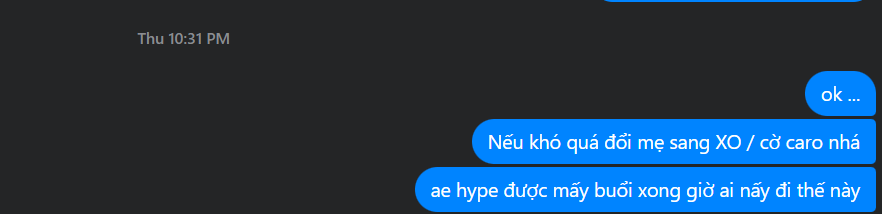 Thu 10:31 PM
ok ...
Nếu khó quá đổi mẹ sang XO / cờ caro nhá
ae hype được mấy buổi xong giờ ai nấy đi thế này